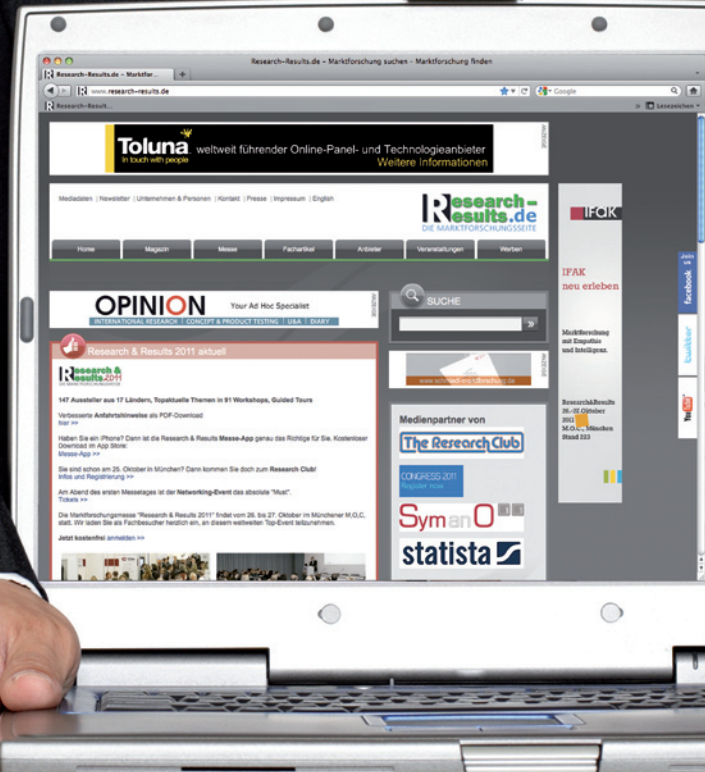 Research-Results.de - Marktforschung suchen - Marktforschung finden
Research-Results.de - Marktfor...
www.research-results.de
Google
Research-Result...
Lesezeichen
Toluna
in touch with people
weltweit führender Online-Panel- und Technologieanbieter
Weitere Informationen
ANZEIGE
Mediadaten | Newsletter | Unternehmen & Personen | Kontakt | Presse | Impressum | English
Research-
Results.de
DIE MARKTFORSCHUNGSSEITE
Home Magazin Messe Fachartikel Anbieter Veranstaltungen Werben
OPINION
Your Ad Hoc Specialist
INTERNATIONAL RESEARCH | CONCEPT & PRODUCT TESTING | U&A | DIARY
ANZEIGE
SUCHE
Research & Results 2011 aktuell
Research &
Results 2011
DIE MARKTFORSCHUNGSMESSE
147 Aussteller aus 17 Ländern, Topaktuelle Themen in 91 Workshops, Guided Tours
Verbesserte Anfahrtshinweise als PDF-Download
hier >>
Haben Sie ein iPhone? Dann ist die Research & Results Messe-App genau das Richtige für Sie. Kostenloser
Download im App Store:
Messe-App >>
Sie sind schon am 25. Oktober in München? Dann kommen Sie doch zum Research Club!
Infos und Registrierung >>
Am Abend des ersten Messetages ist der Networking-Event das absolute "Must".
Tickets >>
Die Marktforschungsmesse "Research & Results 2011" findet vom 26. bis 27. Oktober im Münchener M,O,C,
statt. Wir laden Sie als Fachbesucher herzlich ein, an diesem weltweiten Top-Event teilzunehmen.
Jetzt kostenfrei anmelden >>
ANZEIGE
Medienpartner von
The Research Club
CONGRESS 2011
Register now
SymanO
statista
IFAK
IFAK
neu erleben
Marktforschung
mit Empathie
und Intelligenz.
Research&Results
26.-27. Oktober
2011
M.O.C., München
Stand 223
Join
us
facebook
twitter
YouTube